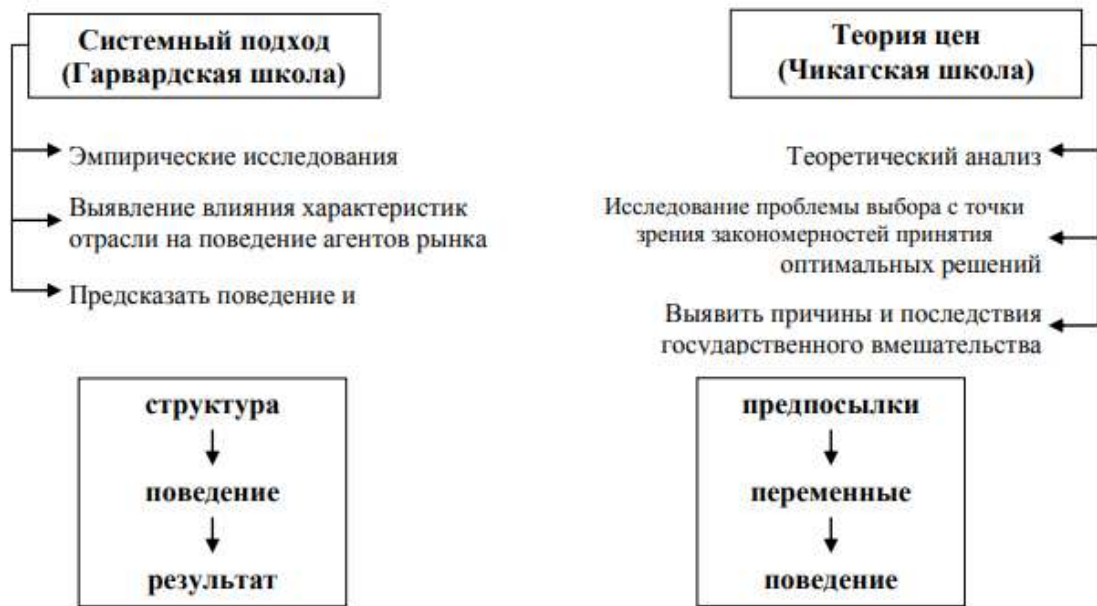 Системный подход
(Гарвардская школа)
Эмпирические исследования
Выявление влияния характеристик
отрасли на поведение агентов рынка
Предсказать поведение и
структура
поведение
результат
Теория цен
(Чикагская школа)
Теоретический анализ
Исследование проблемы выбора с точки
зрения закономерностей принятия
оптимальных решений
Выявить причины и последствия
государственного вмешательства
предпосылки
переменные
поведение